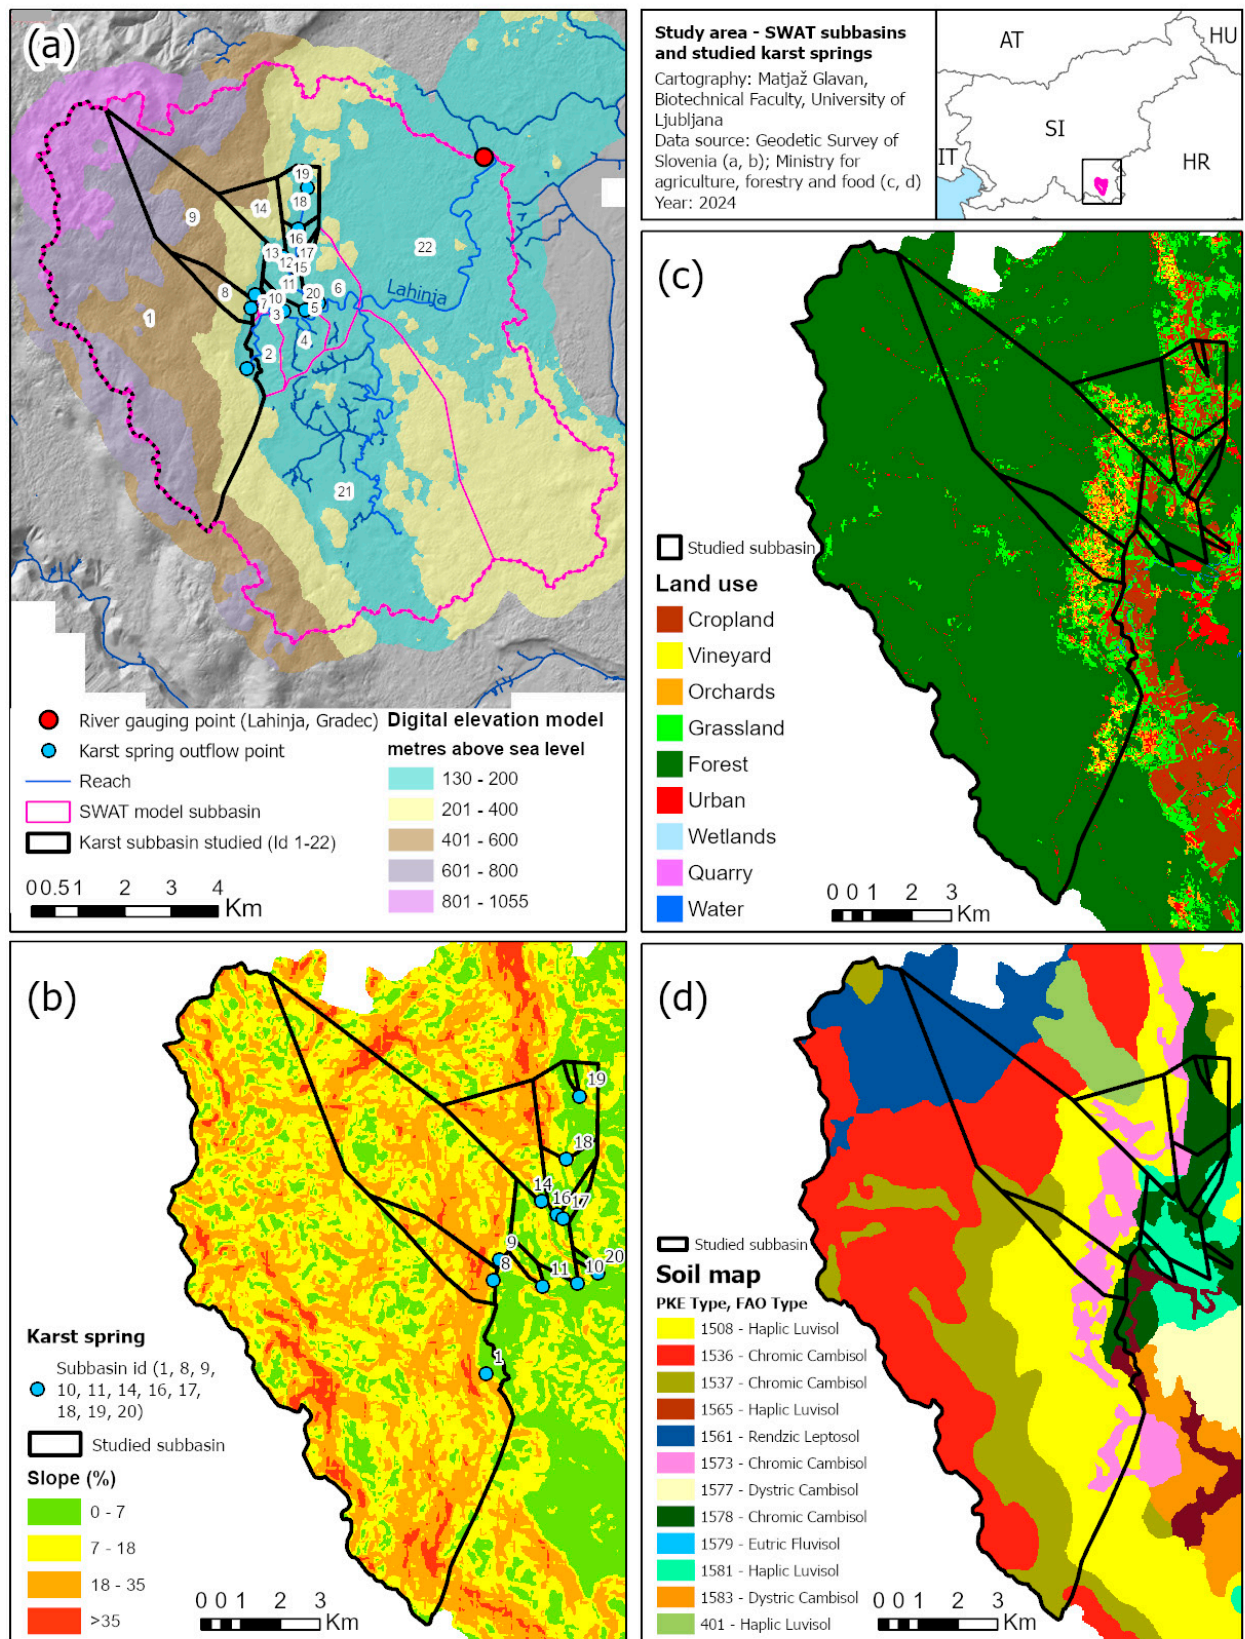 (a)
19
18
14
9
16
22
13
17
12
15
11
8
10
20
6
7
3
5
Lahinja
1
2
4
21
River gauging point (Lahinja, Gradec)
Karst spring outflow point
Reach
SWAT model subbasin
Karst subbasin studied (Id 1-22)
0 0.5 1 2 3 4
Km
Digital elevation model
metres above sea level
130 - 200
201 - 400
401 - 600
601 - 800
801 - 1055
Study area - SWAT subbasins
and studied karst springs
Cartography: Matjaž Glavan,
Biotechnical Faculty, University of
Ljubljana
Data source: Geodetic Survey of
Slovenia (a, b); Ministry for
agriculture, forestry and food (c, d)
Year: 2024
AT
HU
SI
IT
HR
(c)
Studied subbasin
Land use
Cropland
Vineyard
Orchards
Grassland
Forest
Urban
Wetlands
Quarry
Water
0 0 1 2 3
Km
(b)
19
18
14
16
17
9
8
20
10
11
1
Karst spring
Subbasin id (1, 8, 9,
10, 11, 14, 16, 17,
18, 19, 20)
Studied subbasin
Slope (%)
0 - 7
7 - 18
18 - 35
>35
0 0 1 2 3
Km
(d)
Studied subbasin
Soil map
PKE Type, FAO Type
1508 - Haplic Luvisol
1536 - Chromic Cambisol
1537 - Chromic Cambisol
1565 - Haplic Luvisol
1561 - Rendzic Leptosol
1573 - Chromic Cambisol
1577 - Dystric Cambisol
1578 - Chromic Cambisol
1579 - Eutric Fluvisol
1581 - Haplic Luvisol
1583 - Dystric Cambisol
401 - Haplic Luvisol
0 0 1 2 3
Km